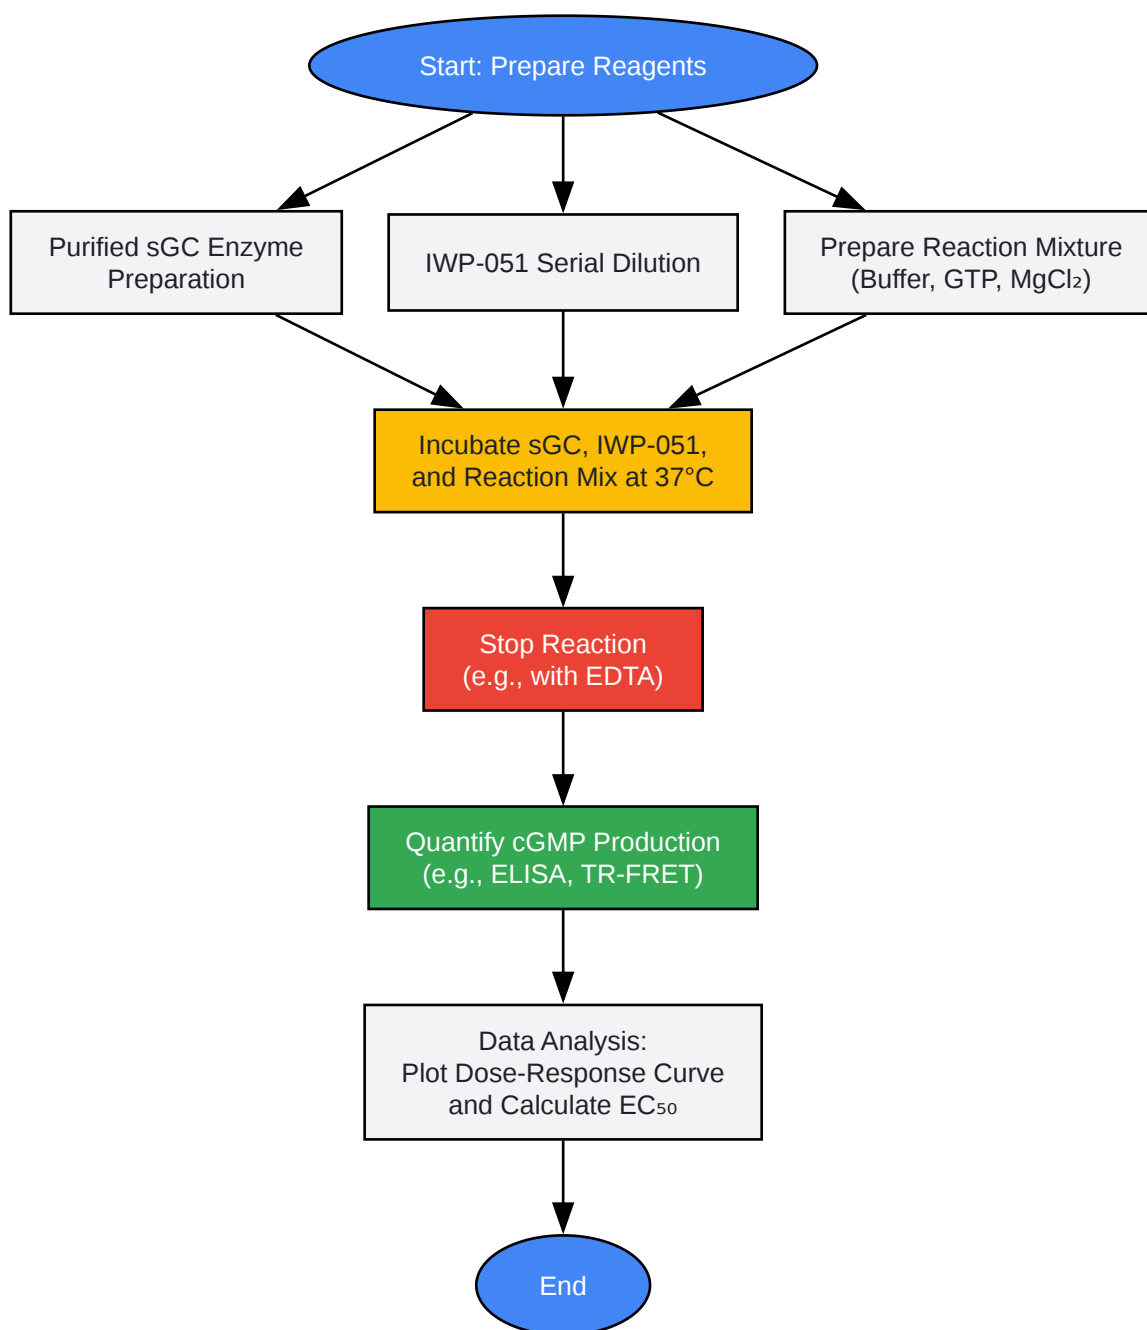 Start: Prepare Reagents
Purified sGC Enzyme
Preparation
IWP-051 Serial Dilution
Prepare Reaction Mixture
(Buffer, GTP, MgCl₂)
Incubate sGC, IWP-051,
and Reaction Mix at 37°C
Stop Reaction
(e.g., with EDTA)
Quantify cGMP Production
(e.g., ELISA, TR-FRET)
Data Analysis:
Plot Dose-Response Curve
and Calculate EC₅₀
End